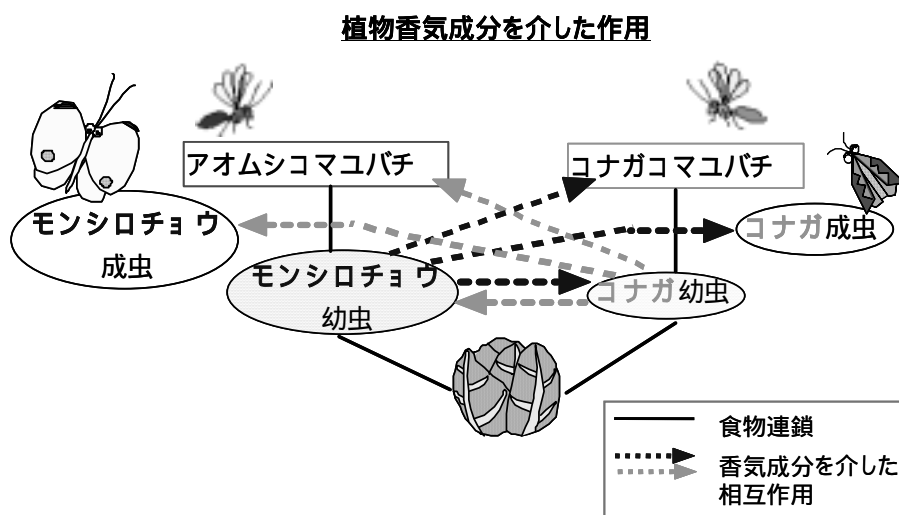 植物香気成分を介した作用
アオムシコマユバチ
コナガコマユバチ
モンシロチョウ
成虫
コナガ成虫
モンシロチョウ
幼虫
コナガ幼虫
食物連鎖
香気成分を介した
相互作用